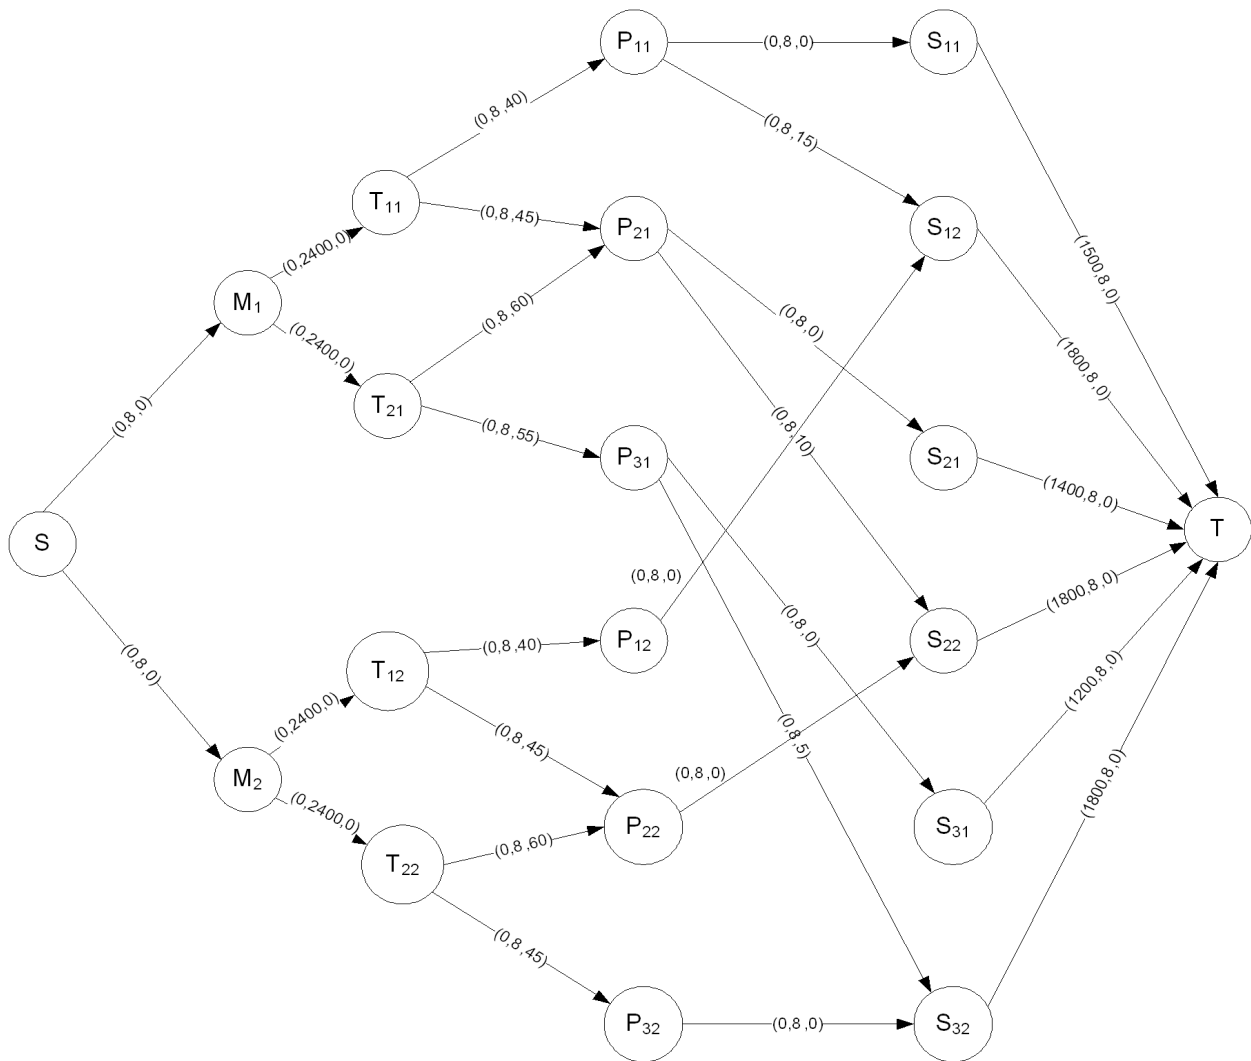 P11
(0,8,0)
S11
(0,8,40)
(0,8,15)
T11
(0,8,45)
P21
S12
(0,2400,0)
M1
(0,2400,0)
(0,8,60)
(0,8,0)
(1500,8,0)
(1800,8,0)
T21
(0,8,55)
P31
(0,8,10)
S21
(1400,8,0)
(0,8,0)
S
T
(0,8,0)
(0,8,0)
(0,8,0)
(1800,8,0)
T12
(0,8,40)
P12
S22
(0,2400,0)
(0,8,45)
(0,8,5)
(1200,8,0)
M2
(0,2400,0)
(0,8,0)
T22
(0,8,60)
P22
S31
(1800,8,0)
(0,8,45)
P32
(0,8,0)
S32